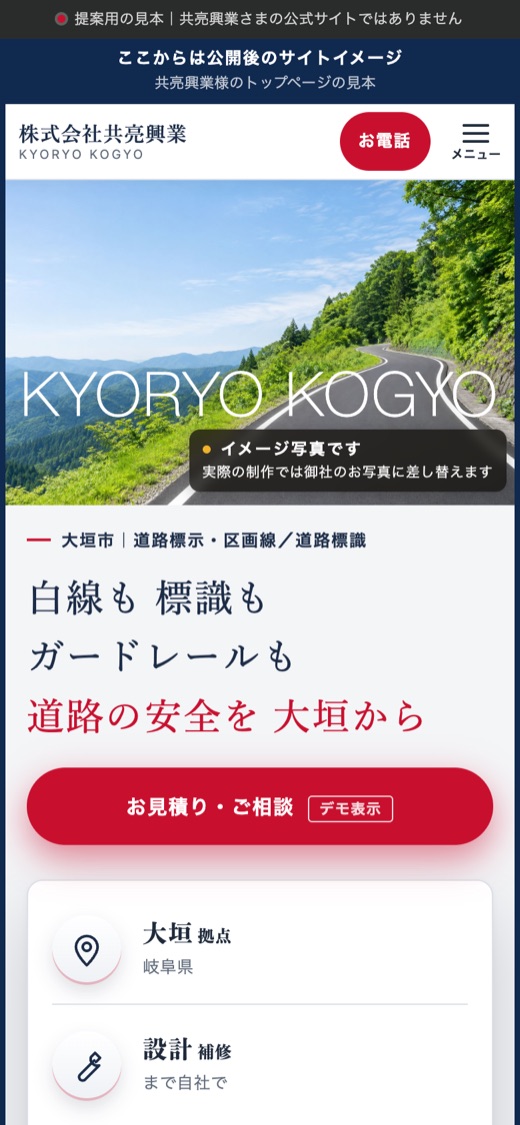 提案用の見本｜共亮興業さまの公式サイトではありません
ここからは公開後のサイトイメージ
共亮興業様のトップページの見本
株式会社共亮興業
KYORYO KOGYO
お電話
メニュー
KYORYO KOGYO
イメージ写真です
実際の制作では御社のお写真に差し替えます
大垣市｜道路標示・区画線／道路標識
白線も 標識も
ガードレールも
道路の安全を 大垣から
お見積り・ご相談 デモ表示
大垣 拠点
岐阜県
設計 補修
まで自社で